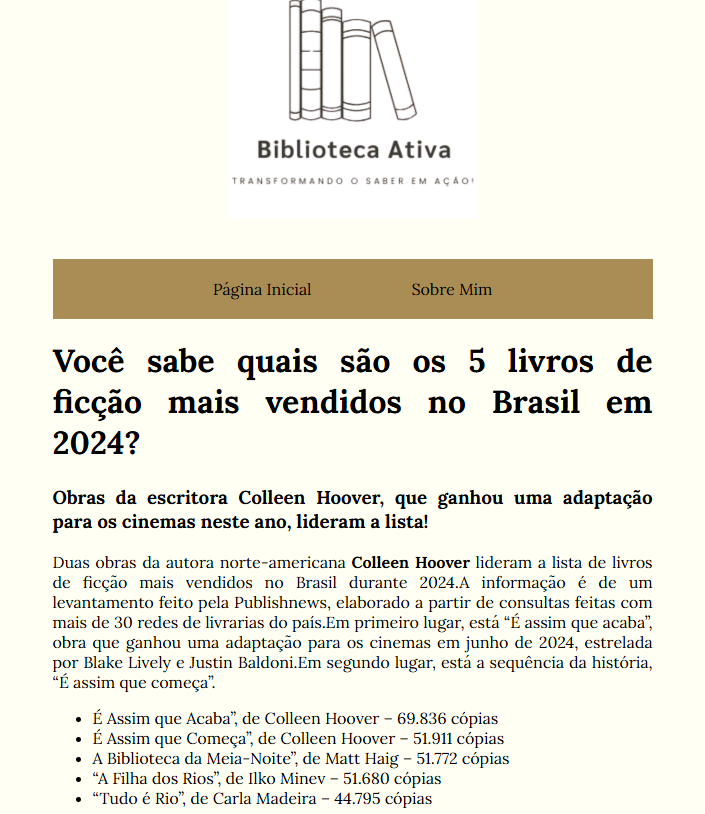 Biblioteca Ativa
TRANSFORMANDO O SABER EM AÇÃO!
Página Inicial Sobre Mim
Você sabe quais são os 5 livros de
ficção mais vendidos no Brasil em
2024?
Obras da escritora Colleen Hoover, que ganhou uma adaptação
para os cinemas neste ano, lideram a lista!
Duas obras da autora norte-americana Colleen Hoover lideram a lista de livros
de ficção mais vendidos no Brasil durante 2024.A informação é de um
levantamento feito pela Publishnews, elaborado a partir de consultas feitas com
mais de 30 redes de livrarias do país.Em primeiro lugar, está “É assim que acaba”,
obra que ganhou uma adaptação para os cinemas em junho de 2024, estrelada
por Blake Lively e Justin Baldoni.Em segundo lugar, está a sequência da história,
“É assim que começa”.
• É Assim que Acaba”, de Colleen Hoover – 69.836 cópias
• É Assim que Começa”, de Colleen Hoover – 51.911 cópias
• A Biblioteca da Meia-Noite”, de Matt Haig – 51.772 cópias
• “A Filha dos Rios”, de Ilko Minev – 51.680 cópias
• “Tudo é Rio”, de Carla Madeira – 44.795 cópias